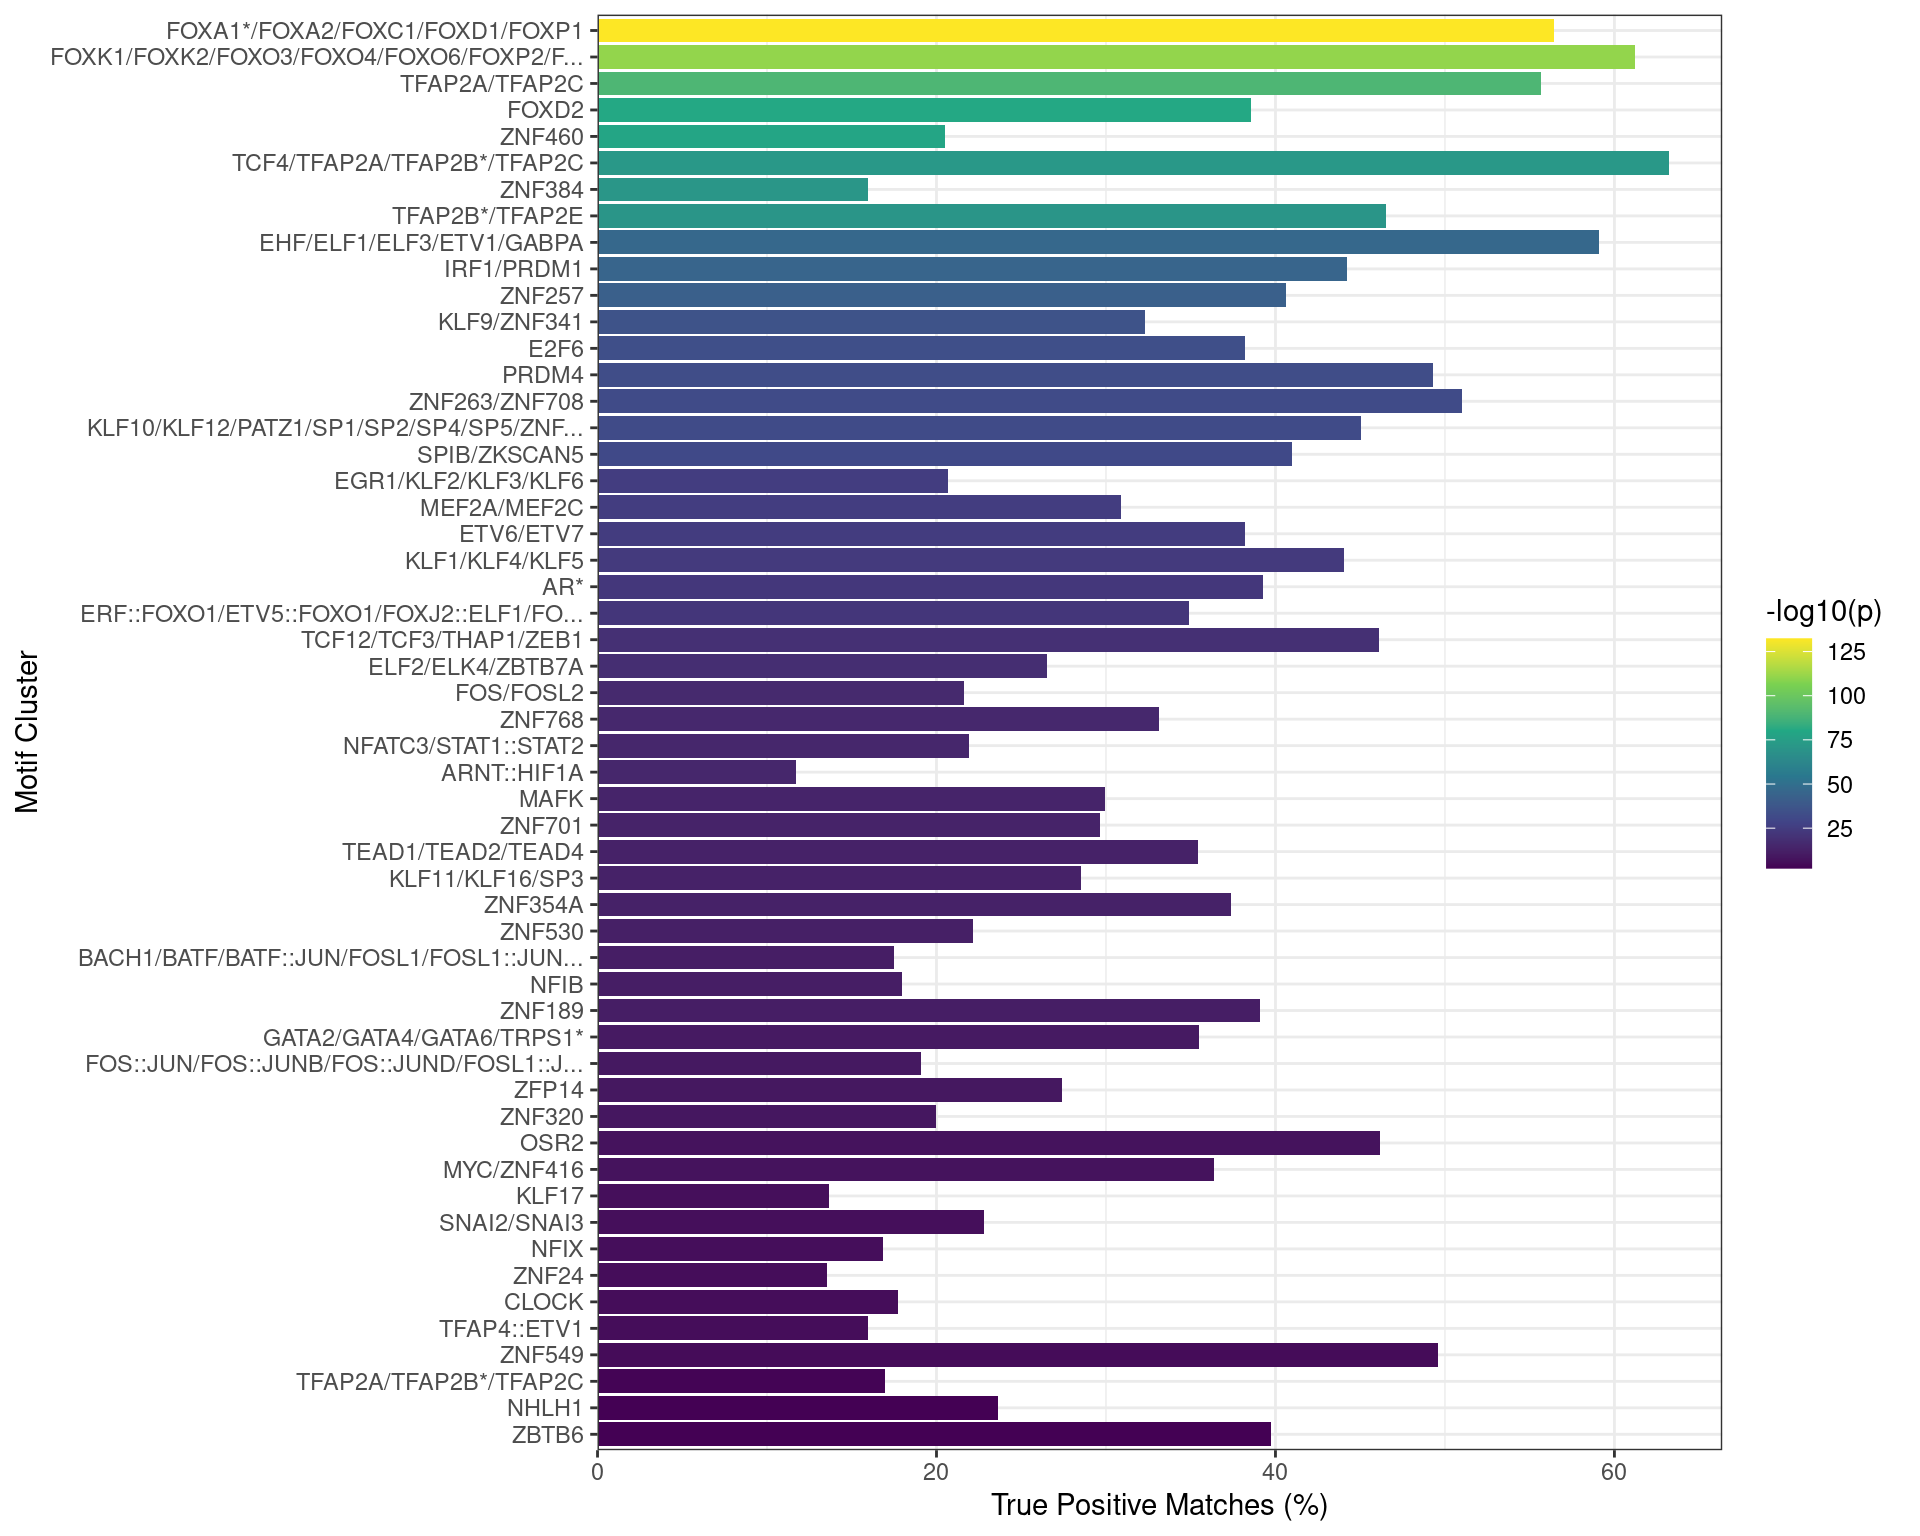 FOXA1*/FOXA2/FOXC1/FOXD1/FOXP1
FOXK1/FOXK2/FOXO3/FOXO4/FOXO6/FOXP2/F...
TFAP2A/TFAP2C
FOXD2
ZNF460
TCF4/TFAP2A/TFAP2B*/TFAP2C
ZNF384
TFAP2B*/TFAP2E
EHF/ELF1/ELF3/ETV1/GABPA
IRF1/PRDM1
ZNF257
KLF9/ZNF341
E2F6
PRDM4
ZNF263/ZNF708
KLF10/KLF12/PATZ1/SP1/SP2/SP4/SP5/ZNF...
SPIB/ZKSCAN5
EGR1/KLF2/KLF3/KLF6
MEF2A/MEF2C
ETV6/ETV7
KLF1/KLF4/KLF5
AR*
ERF::FOXO1/ETV5::FOXO1/FOXJ2::ELF1/FO...
TCF12/TCF3/THAP1/ZEB1
ELF2/ELK4/ZBTB7A
FOS/FOSL2
ZNF768
NFATC3/STAT1::STAT2
ARNT::HIF1A
MAFK
ZNF701
TEAD1/TEAD2/TEAD4
KLF11/KLF16/SP3
ZNF354A
ZNF530
BACH1/BATF/BATF::JUN/FOSL1/FOSL1::JUN...
NFIB
ZNF189
GATA2/GATA4/GATA6/TRPS1*
FOS::JUN/FOS::JUNB/FOS::JUND/FOSL1::J...
ZFP14
ZNF320
OSR2
MYC/ZNF416
KLF17
SNAI2/SNAI3
NFIX
ZNF24
CLOCK
TFAP4::ETV1
ZNF549
TFAP2A/TFAP2B*/TFAP2C
NHLH1
ZBTB6
Motif Cluster
0 20 40 60
True Positive Matches (%)
-log10(p)
125
100
75
50
25